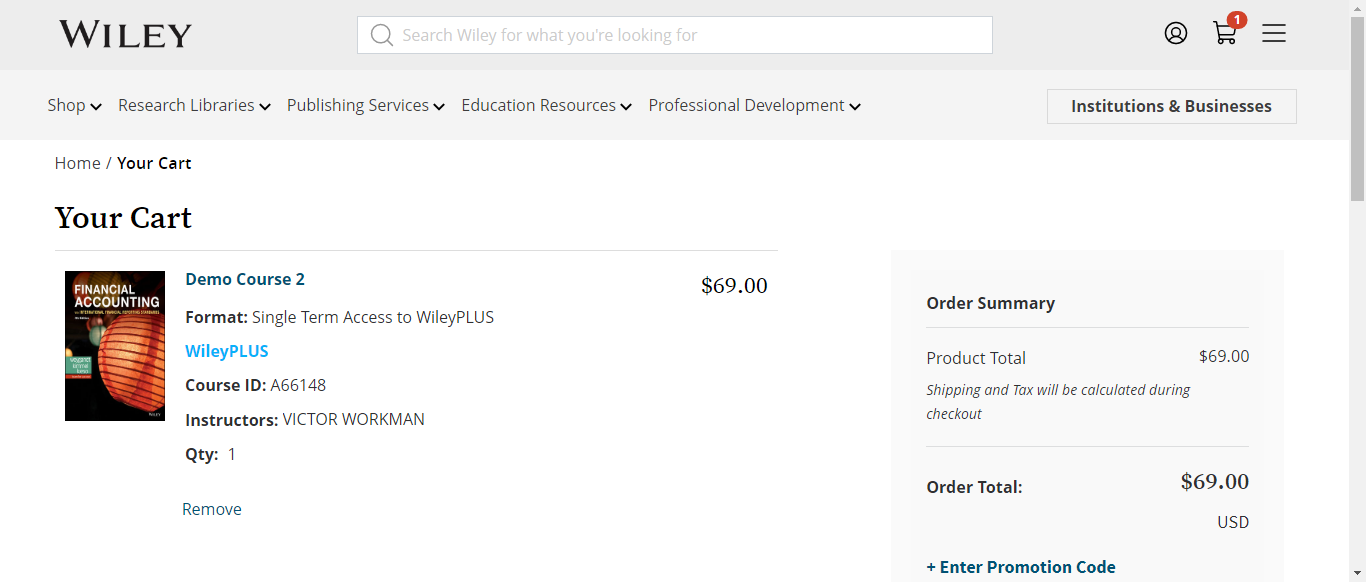 WILEY
Search Wiley for what you're looking for
1
Shop
Research Libraries
Publishing Services
Education Resources
Professional Development
Institutions & Businesses
Home / Your Cart
Your Cart
FINANCIAL
ACCOUNTING
WILEY
Demo Course 2
$69.00
Format: Single Term Access to WileyPLUS
WileyPLUS
Course ID: A66148
Instructors: VICTOR WORKMAN
Qty: 1
Remove
Order Summary
Product Total
$69.00
Shipping and Tax will be calculated during
checkout
Order Total:
$69.00
USD
+ Enter Promotion Code